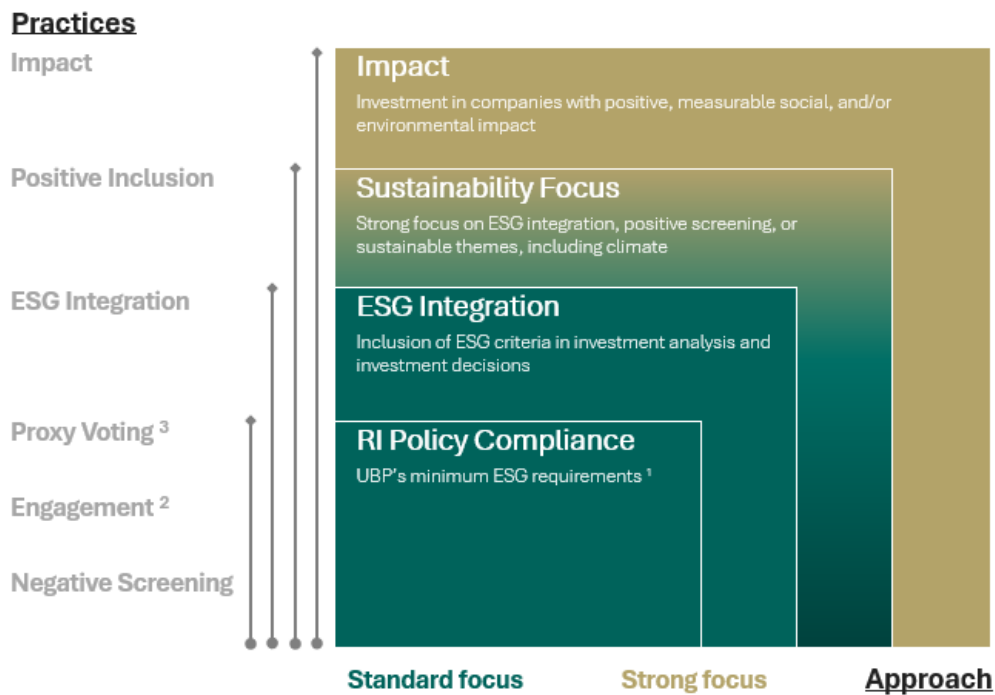 Practices
Impact
Impact
Investment in companies with positive, measurable social, and/or
environmental impact
Positive Inclusion
Sustainability Focus
Strong focus on ESG integration, positive screening, or
sustainable themes, including climate
ESG Integration
ESG Integration
Inclusion of ESG criteria in investment analysis and
investment decisions
Proxy Voting ³
RI Policy Compliance
UBP's minimum ESG requirements ¹
Engagement ²
Negative Screening
Standard focus
Strong focus
Approach